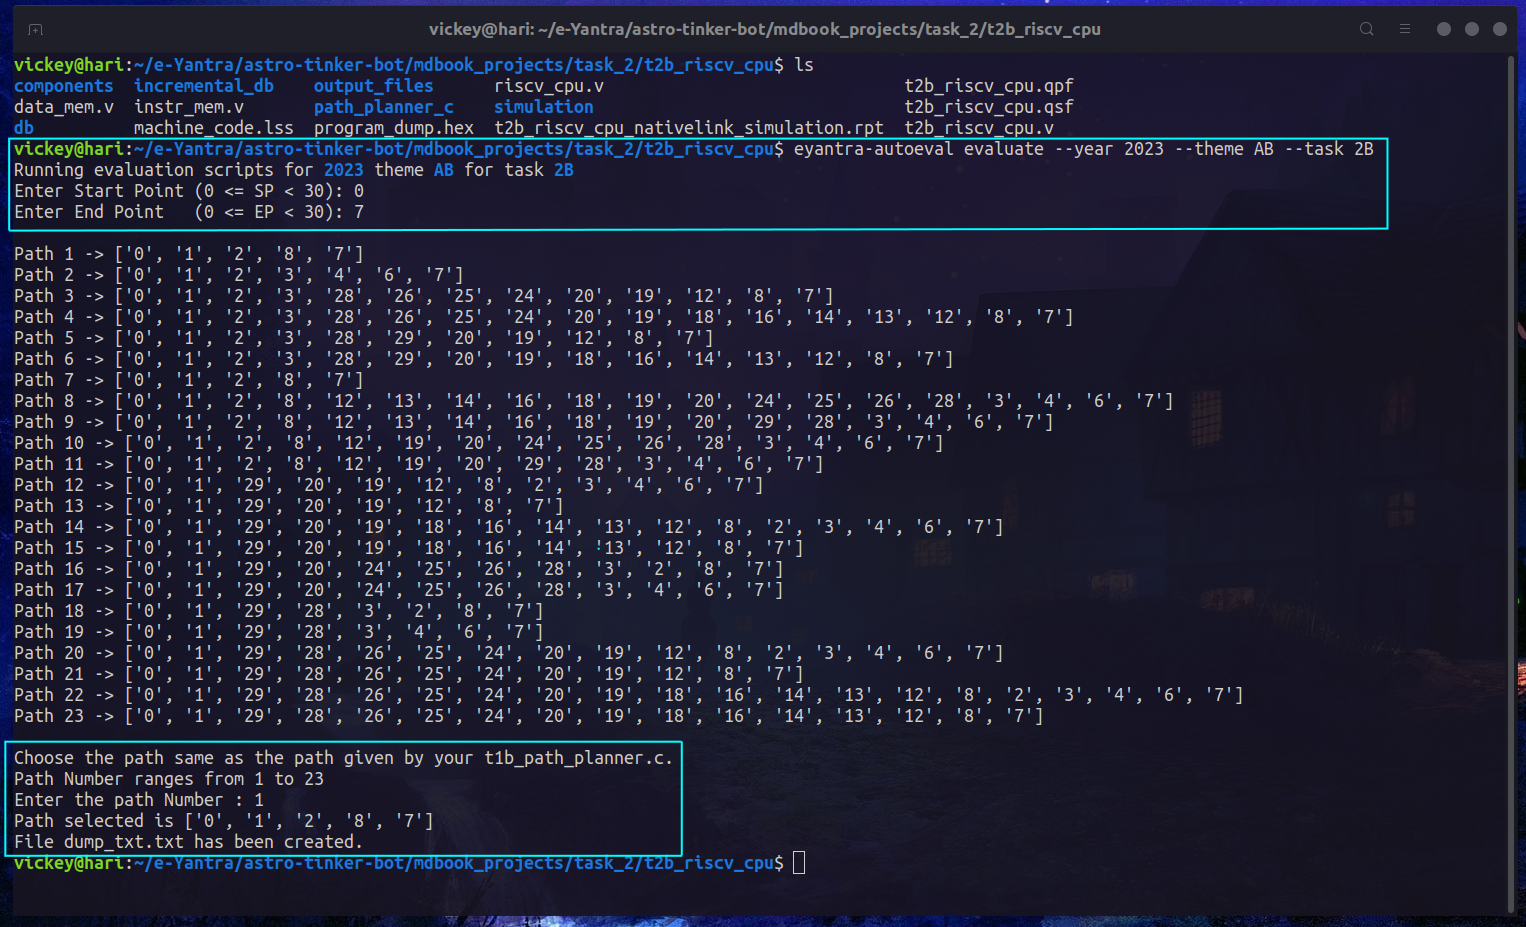 vickey@hari: ~/e-Yantra/astro-tinker-bot/mdbook_projects/task_2/t2b_riscv_cpu
vickey@hari:~/e-Yantra/astro-tinker-bot/mdbook_projects/task_2/t2b_riscv_cpu$ ls
components  incremental_db    output_files      riscv_cpu.v                              t2b_riscv_cpu.qpf
data_mem.v  instr_mem.v       path_planner_c    simulation                               t2b_riscv_cpu.qsf
db          machine_code.lss  program_dump.hex  t2b_riscv_cpu_nativelink_simulation.rpt  t2b_riscv_cpu.v
vickey@hari:~/e-Yantra/astro-tinker-bot/mdbook_projects/task_2/t2b_riscv_cpu$ eyantra-autoeval evaluate --year 2023 --theme AB --task 2B
Running evaluation scripts for 2023 theme AB for task 2B
Enter Start Point (0 <= SP < 30): 0
Enter End Point   (0 <= EP < 30): 7
Path 1 -> ['0', '1', '2', '8', '7']
Path 2 -> ['0', '1', '2', '3', '4', '6', '7']
Path 3 -> ['0', '1', '2', '3', '28', '26', '25', '24', '20', '19', '12', '8', '7']
Path 4 -> ['0', '1', '2', '3', '28', '26', '25', '24', '20', '19', '18', '16', '14', '13', '12', '8', '7']
Path 5 -> ['0', '1', '2', '3', '28', '29', '20', '19', '12', '8', '7']
Path 6 -> ['0', '1', '2', '3', '28', '29', '20', '19', '18', '16', '14', '13', '12', '8', '7']
Path 7 -> ['0', '1', '2', '8', '7']
Path 8 -> ['0', '1', '2', '8', '12', '13', '14', '16', '18', '19', '20', '24', '25', '26', '28', '3', '4', '6', '7']
Path 9 -> ['0', '1', '2', '8', '12', '13', '14', '16', '18', '19', '20', '29', '28', '3', '4', '6', '7']
Path 10 -> ['0', '1', '2', '8', '12', '19', '20', '24', '25', '26', '28', '3', '4', '6', '7']
Path 11 -> ['0', '1', '2', '8', '12', '19', '20', '29', '28', '3', '4', '6', '7']
Path 12 -> ['0', '1', '29', '20', '19', '12', '8', '2', '3', '4', '6', '7']
Path 13 -> ['0', '1', '29', '20', '19', '12', '8', '7']
Path 14 -> ['0', '1', '29', '20', '19', '18', '16', '14', '13', '12', '8', '2', '3', '4', '6', '7']
Path 15 -> ['0', '1', '29', '20', '19', '18', '16', '14', '13', '12', '8', '7']
Path 16 -> ['0', '1', '29', '20', '24', '25', '26', '28', '3', '2', '8', '7']
Path 17 -> ['0', '1', '29', '20', '24', '25', '26', '28', '3', '4', '6', '7']
Path 18 -> ['0', '1', '29', '28', '3', '2', '8', '7']
Path 19 -> ['0', '1', '29', '28', '3', '4', '6', '7']
Path 20 -> ['0', '1', '29', '28', '26', '25', '24', '20', '19', '12', '8', '2', '3', '4', '6', '7']
Path 21 -> ['0', '1', '29', '28', '26', '25', '24', '20', '19', '12', '8', '7']
Path 22 -> ['0', '1', '29', '28', '26', '25', '24', '20', '19', '18', '16', '14', '13', '12', '8', '2', '3', '4', '6', '7']
Path 23 -> ['0', '1', '29', '28', '26', '25', '24', '20', '19', '18', '16', '14', '13', '12', '8', '7']
Choose the path same as the path given by your t1b_path_planner.c.
Path Number ranges from 1 to 23
Enter the path Number : 1
Path selected is ['0', '1', '2', '8', '7']
File dump_txt.txt has been created.
vickey@hari:~/e-Yantra/astro-tinker-bot/mdbook_projects/task_2/t2b_riscv_cpu$